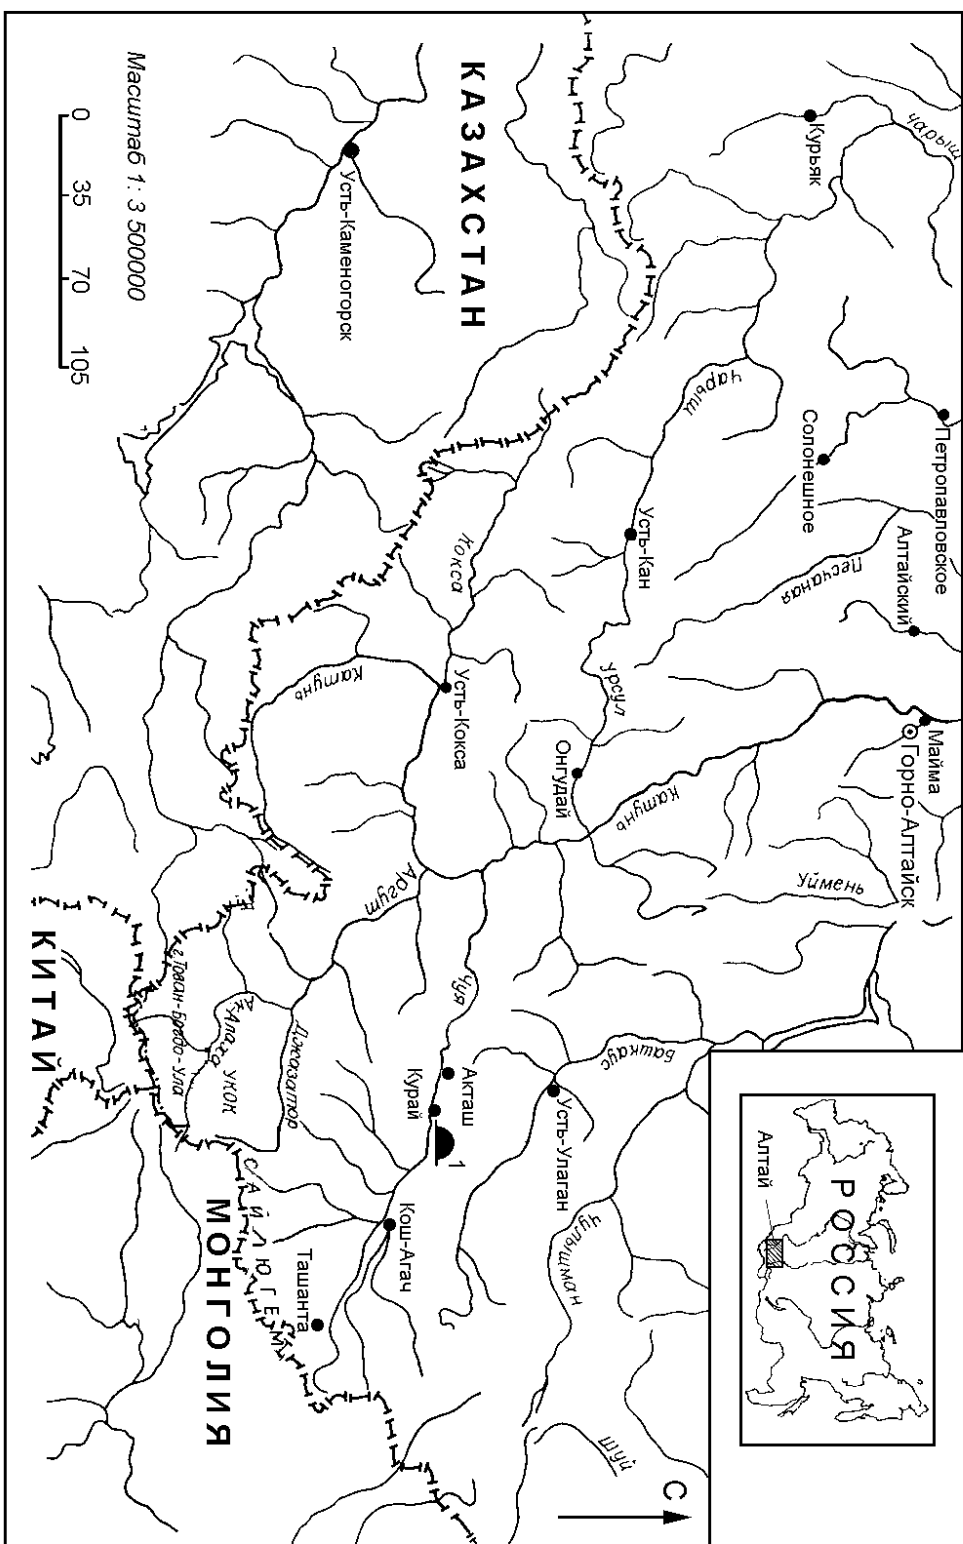 Чарыш
Курьяк
КАЗАХСТАН
Усть-Каменогорск
Масштаб 1: 3 500000
0 35 70 105
Петропавловское
Солонешное
Алтайский
Чарыш
Песчаная
Усть-Кан
Кокса
Майма
Горно-Алтайск
Урсул
Онгудай
Катунь
Усть-Кокса
Катунь
Уймень
Аргут
Чуя
Башкаус
Акташ
Курай
1
Усть-Улаган
Чулышман
Джазатор
Ак-Алаха
УКОК
г.Тован-Богдо-Ула
КИТАЙ
Кош-Агач
Ташанта
САЙЛЮГЕМ
МОНГОЛИЯ
Шуй
С
РОССИЯ
Алтай